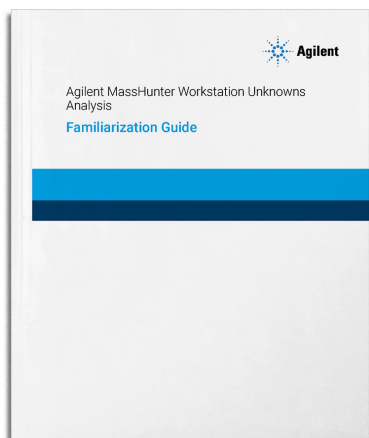 Agilent
Agilent MassHunter Workstation Unknowns
Analysis
Familiarization Guide